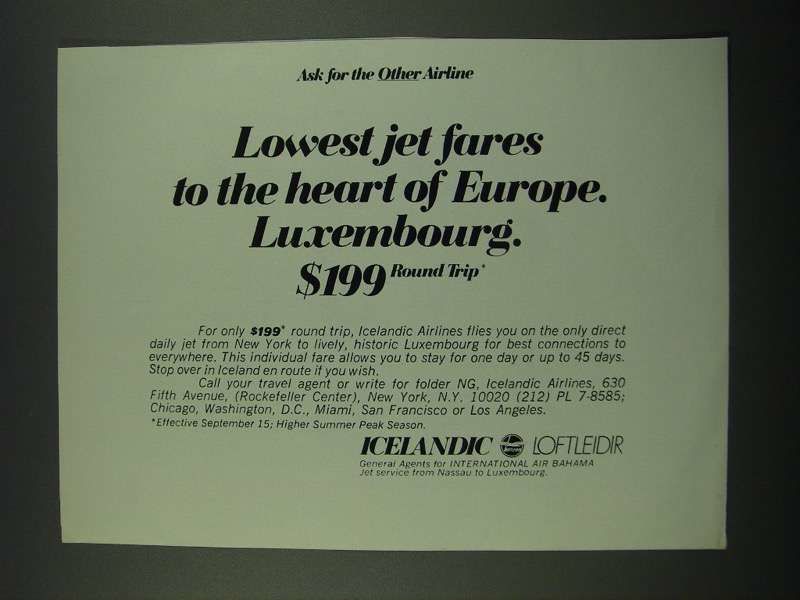 Ask for the Other Airline
Lowest jet fares
to the heart of Europe.
Luxembourg.
$199 Round Trip*
For only $199* round trip, Icelandic Airlines flies you on the only direct
daily jet from New York to lively, historic Luxembourg for best connections to
everywhere. This individual fare allows you to stay for one day or up to 45 days.
Stop over in Iceland en route if you wish.
Call your travel agent or write for folder NG, Icelandic Airlines, 630
Fifth Avenue, (Rockefeller Center), New York, N.Y. 10020 (212) PL 7-8585;
Chicago, Washington, D.C., Miami, San Francisco or Los Angeles.
*Effective September 15; Higher Summer Peak Season.
ICELANDIC LOFTLEIDIR
General Agents for INTERNATIONAL AIR BAHAMA
Jet service from Nassau to Luxembourg.